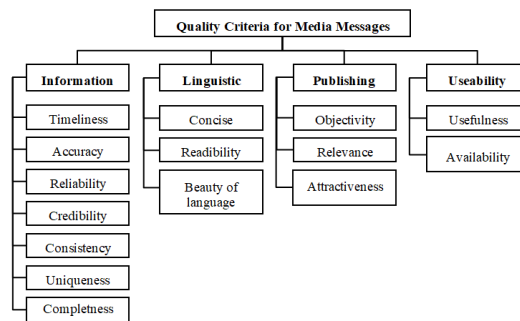 Quality Criteria for Media Messages
Information
Linguistic
Publishing
Useability
Timeliness
Accuracy
Reliability
Credibility
Consistency
Uniqueness
Completness
Concise
Readibility
Beauty of
language
Objectivity
Relevance
Attractiveness
Usefulness
Availability